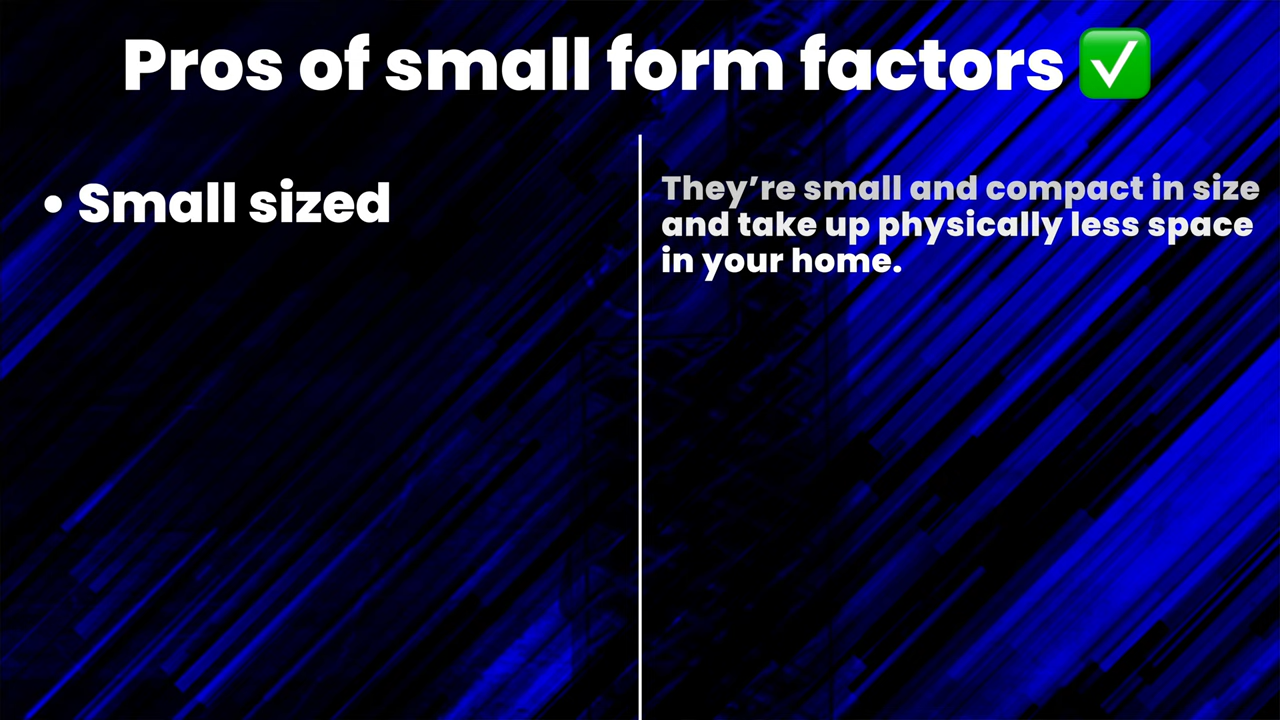 Pros of small form factors ✅
• Small sized
They’re small and compact in size
and take up physically less space
in your home.